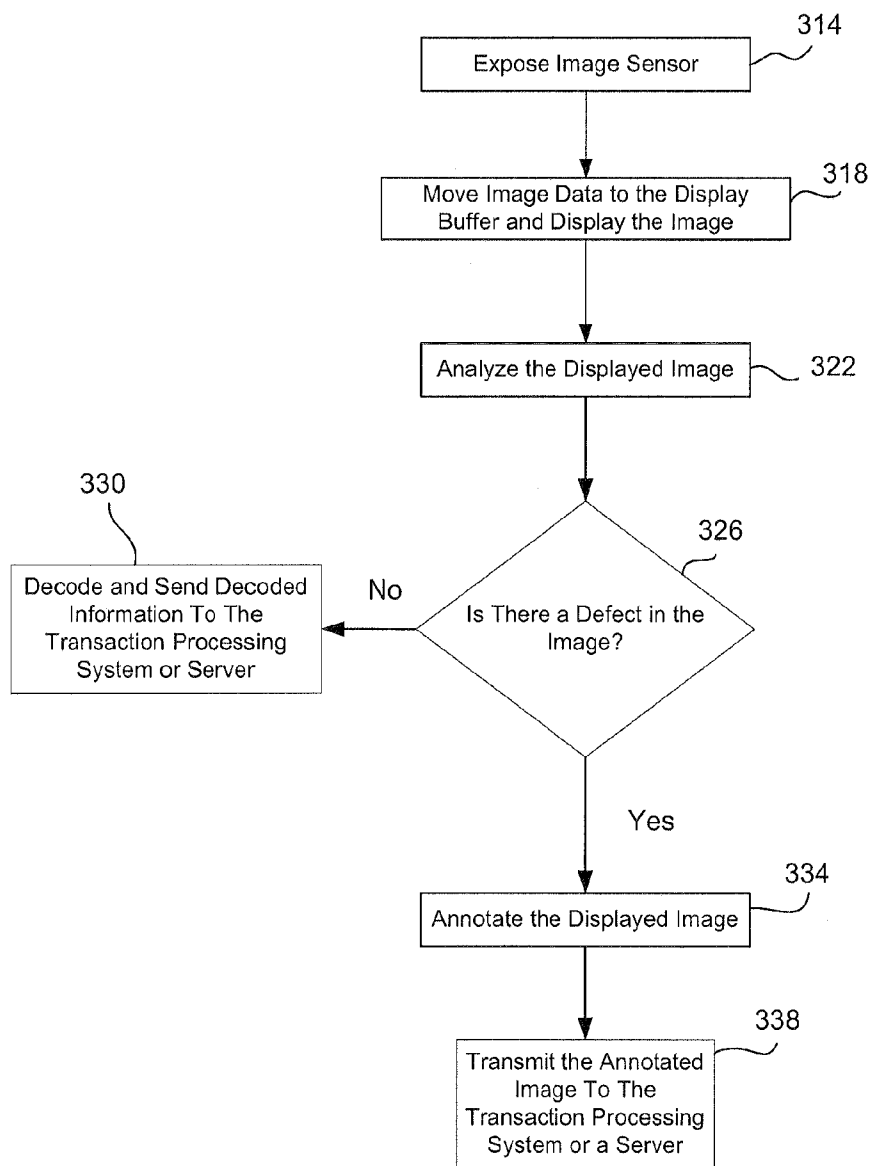 314
Expose Image Sensor
318
Move Image Data to the Display
Buffer and Display the Image
Analyze the Displayed Image
322
330
326
Decode and Send Decoded
Information To The
Transaction Processing
System or Server
No
Is There a Defect in the
Image?
Yes
334
Annotate the Displayed Image
338
Transmit the Annotated
Image To The
Transaction Processing
System or a Server